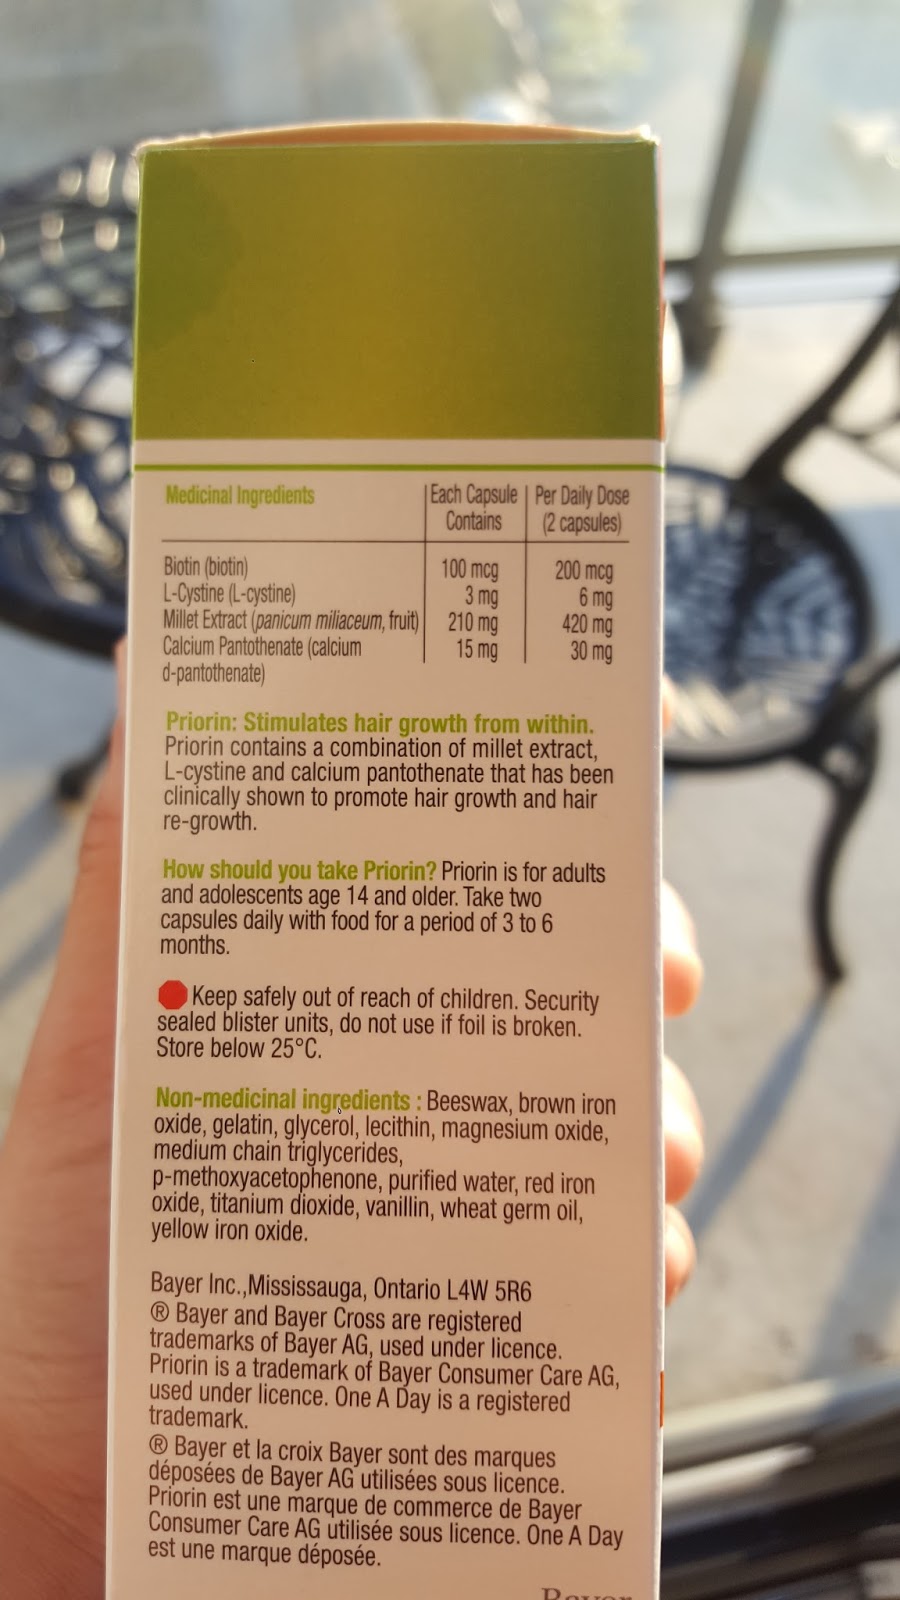 Medicinal Ingredients | Each Capsule Contains | Per Daily Dose (2 capsules)
Biotin (biotin) 100 mcg 200 mcg
L-Cystine (L-cystine) 3 mg 6 mg
Millet Extract (panicum miliaceum, fruit) 210 mg 420 mg
Calcium Pantothenate (calcium 15 mg 30 mg
d-pantothenate)
Priorin: Stimulates hair growth from within.
Priorin contains a combination of millet extract,
L-cystine and calcium pantothenate that has been
clinically shown to promote hair growth and hair
re-growth.
How should you take Priorin? Priorin is for adults
and adolescents age 14 and older. Take two
capsules daily with food for a period of 3 to 6
months.
Keep safely out of reach of children. Security
sealed blister units, do not use if foil is broken.
Store below 25°C.
Non-medicinal ingredients : Beeswax, brown iron
oxide, gelatin, glycerol, lecithin, magnesium oxide,
medium chain triglycerides,
p-methoxyacetophenone, purified water, red iron
oxide, titanium dioxide, vanillin, wheat germ oil,
yellow iron oxide.
Bayer Inc.,Mississauga, Ontario L4W 5R6
® Bayer and Bayer Cross are registered
trademarks of Bayer AG, used under licence.
Priorin is a trademark of Bayer Consumer Care AG,
used under licence. One A Day is a registered
trademark.
® Bayer et la croix Bayer sont des marques
déposées de Bayer AG utilisées sous licence.
Priorin est une marque de commerce de Bayer
Consumer Care AG utilisée sous licence. One A Day
est une marque déposée.